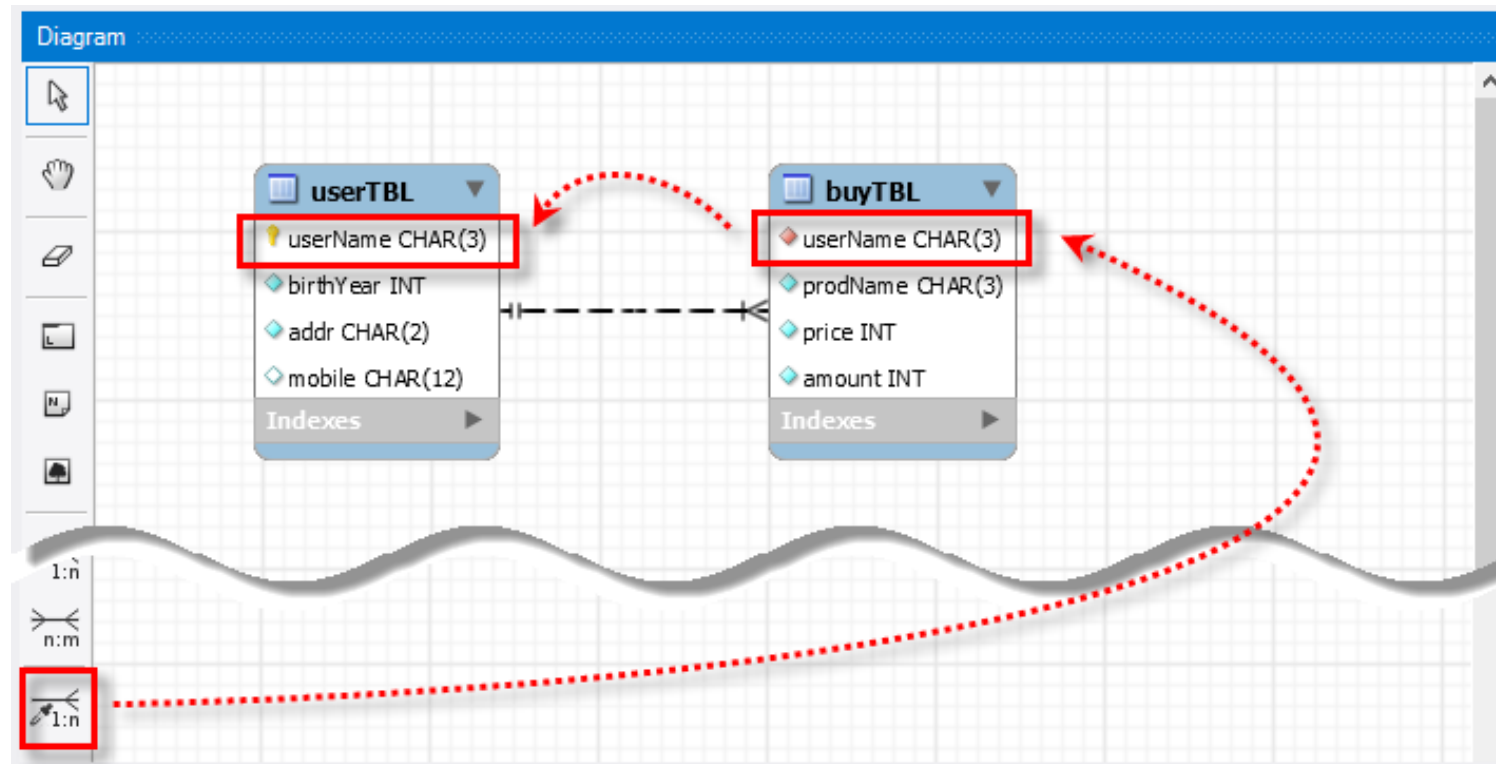 Diagram
userTBL
userName CHAR(3)
birthYear INT
addr CHAR(2)
mobile CHAR(12)
Indexes
buyTBL
userName CHAR(3)
prodName CHAR(3)
price INT
amount INT
Indexes
L
N
1:n
n:m
1:n